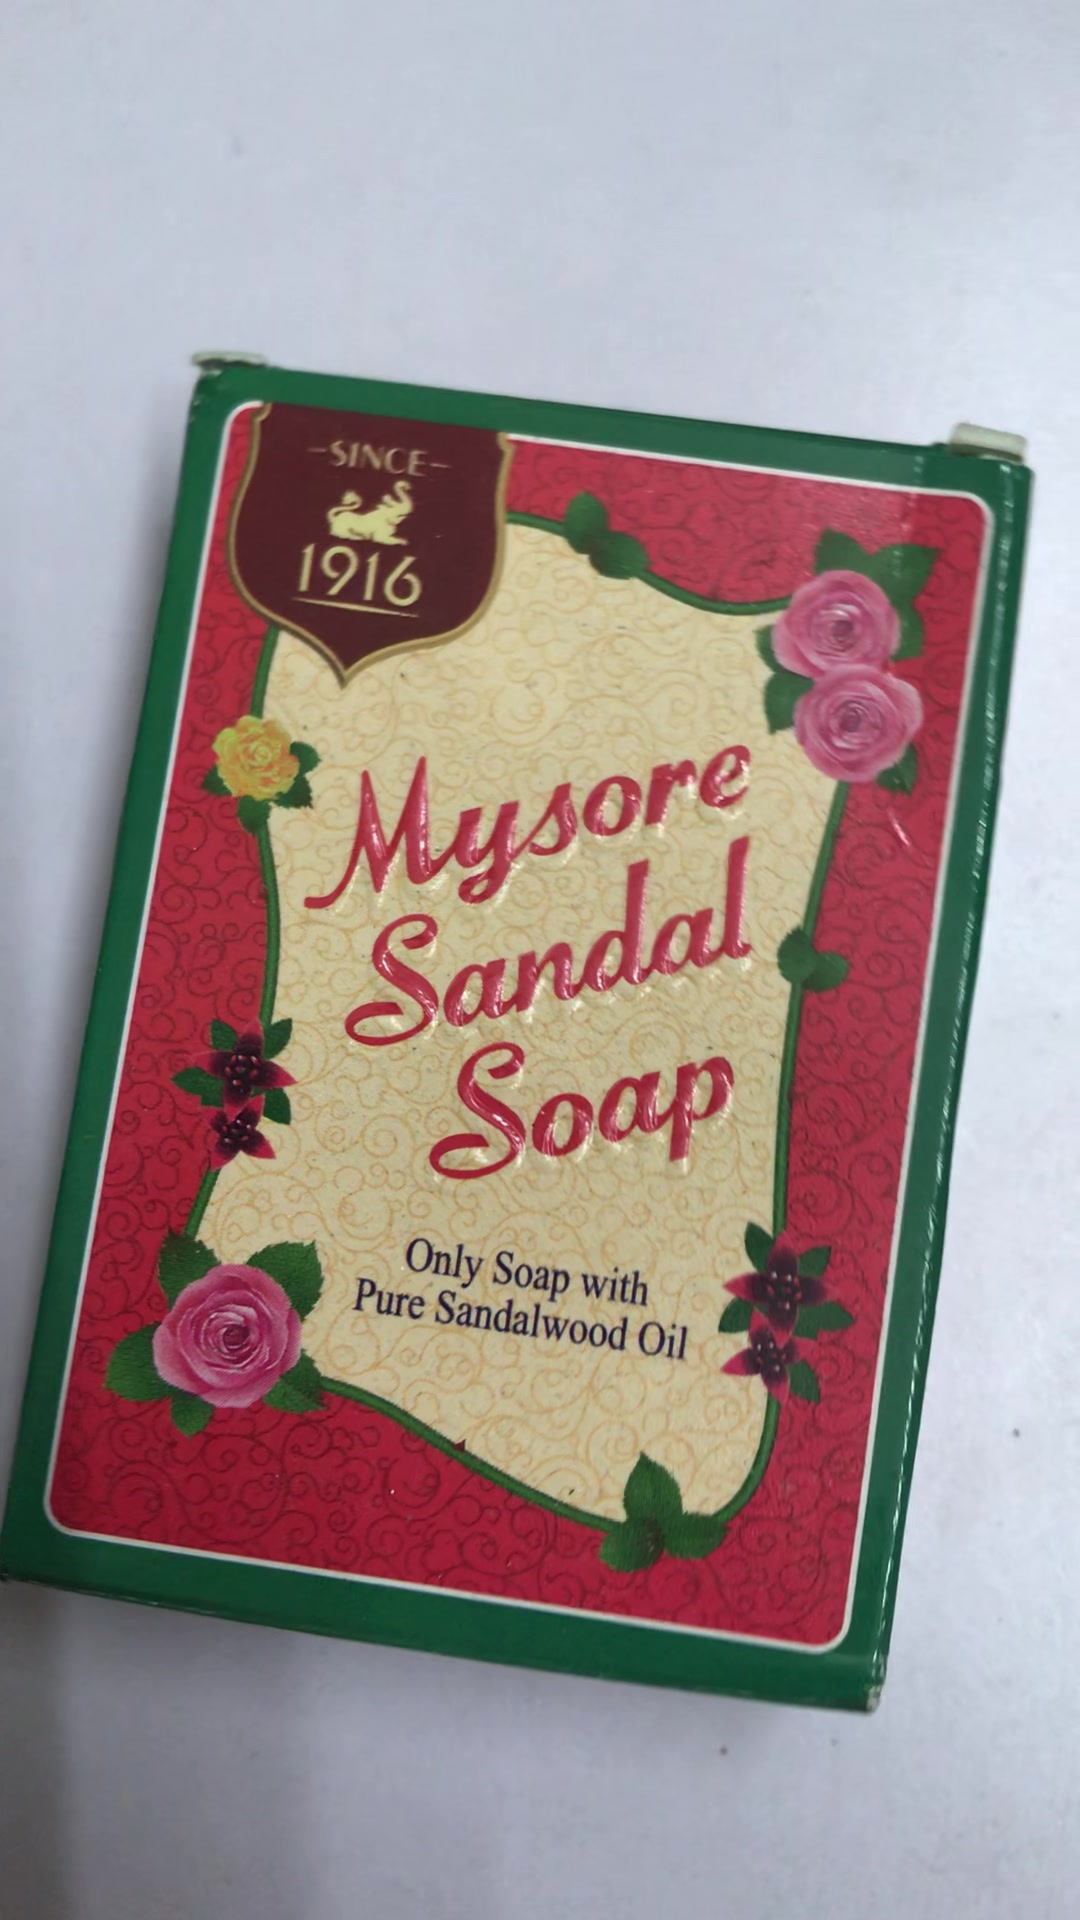 -SINCE-
1916
Mysore
Sandal
Soap
Only Soap with
Pure Sandalwood Oil